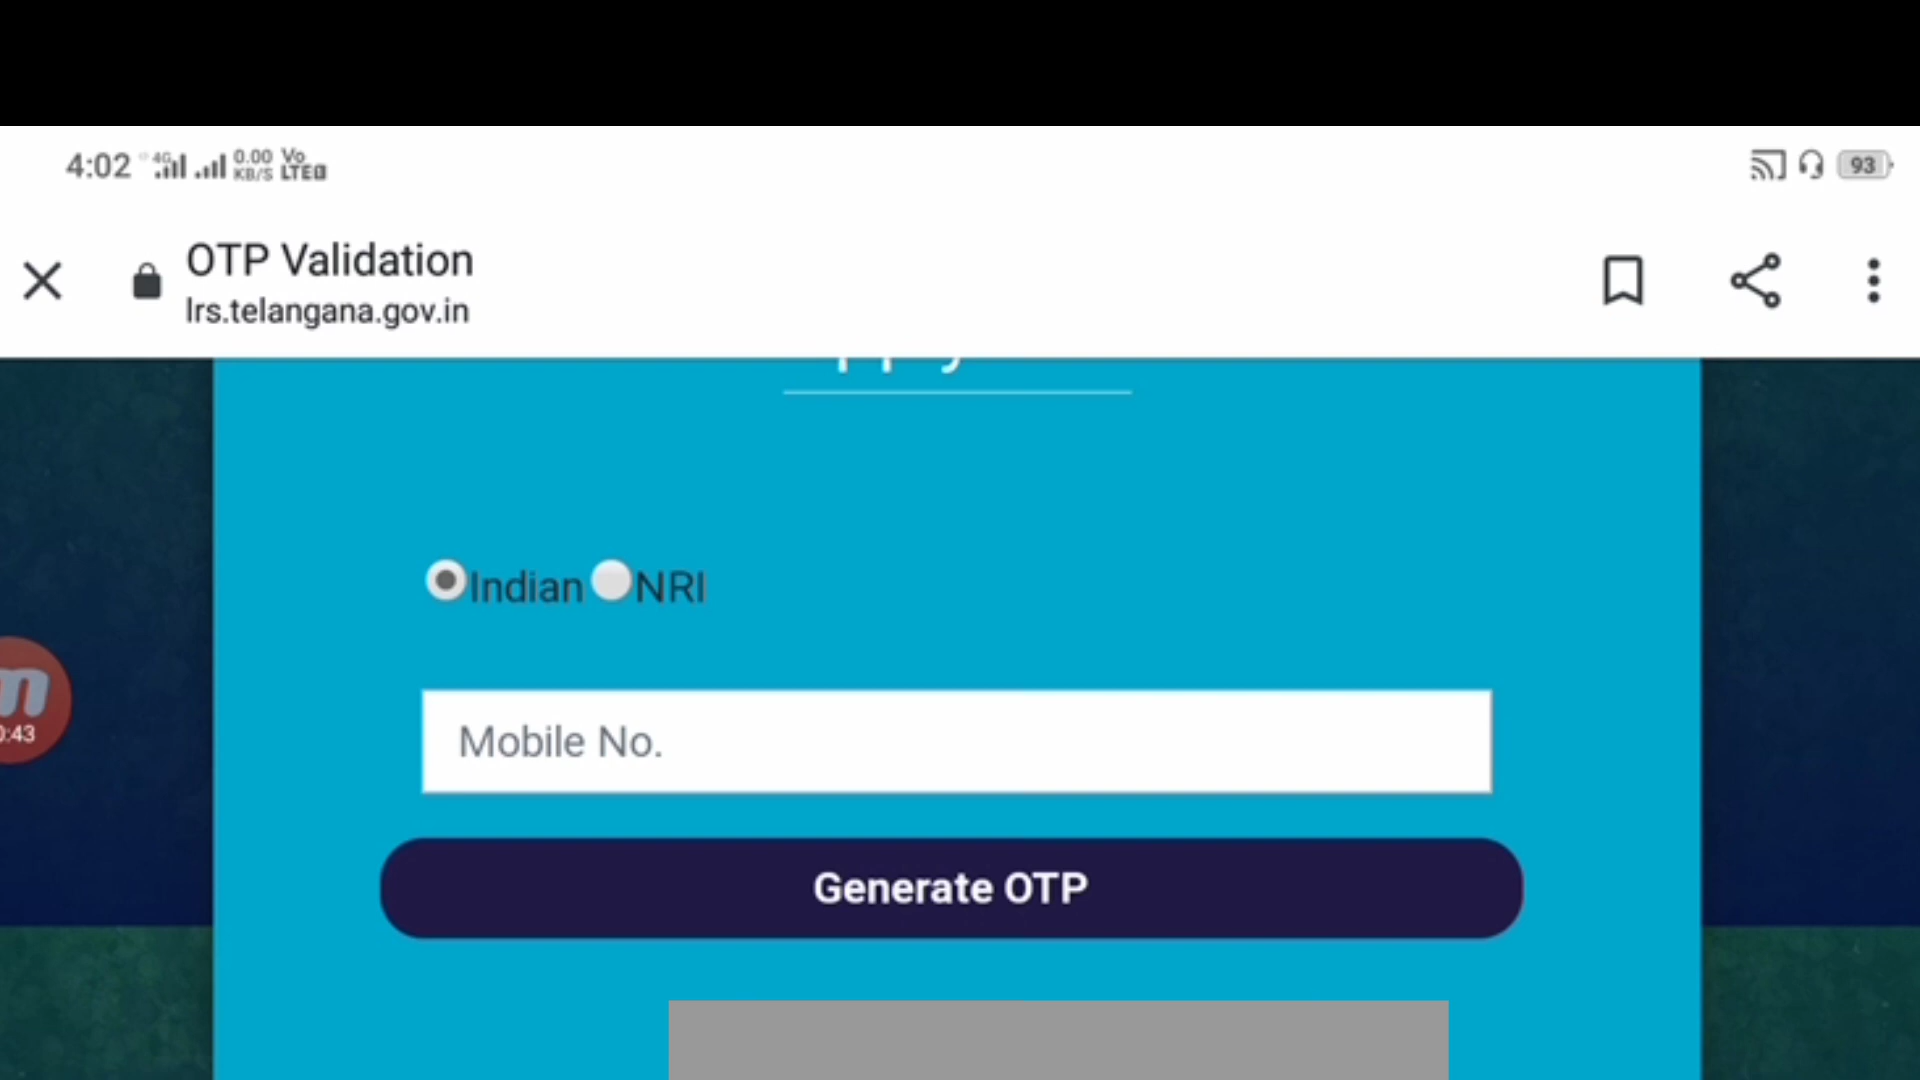 4:02 4G 0.00 KB/S Vo LTE 93
OTP Validation
lrs.telangana.gov.in
Indian NRI
m
0:43
Mobile No.
Generate OTP